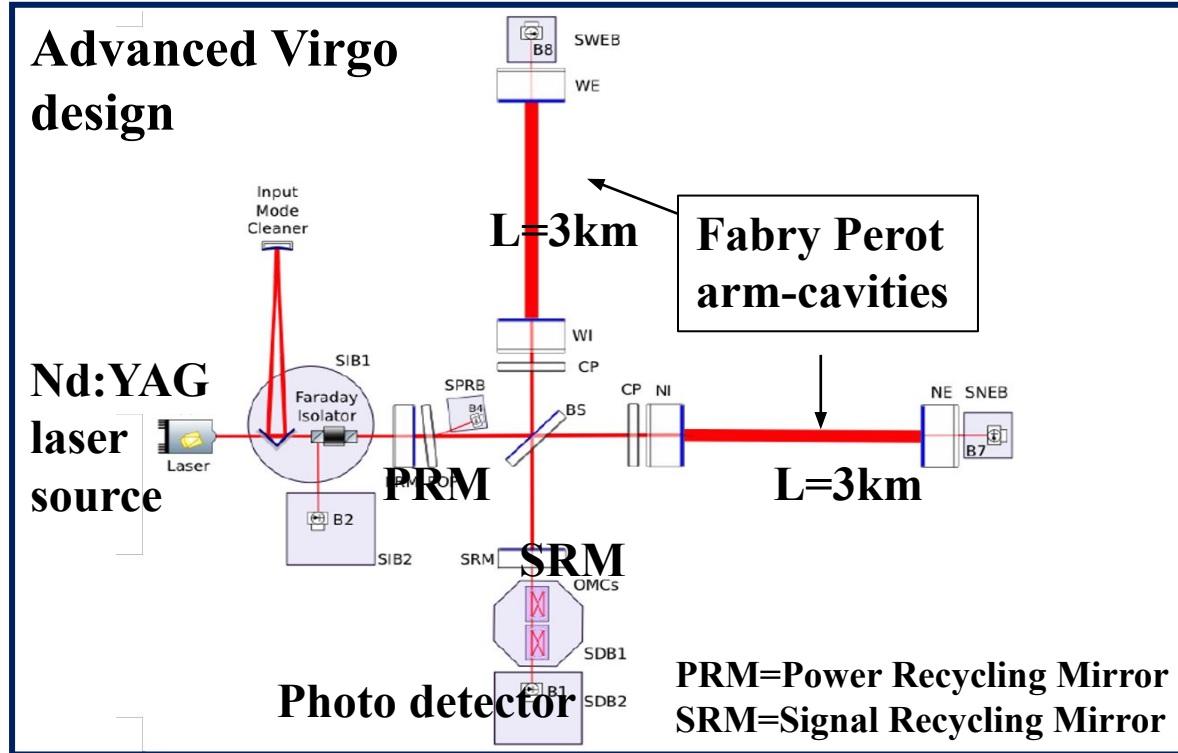 Advanced Virgo
design
B8
SWEB
WE
Input
Mode
Cleaner
L=3km
Fabry Perot
arm-cavities
WI
CP
Nd:YAG
laser
source
Laser
SIB1
Faraday
Isolator
SPRB
B4
BS
CP
NI
NE
SNEB
B7
L=3km
PRM
PRM
POP
B2
SIB2
SRM
SRM
OMCs
SDB1
Photo detector
B1
SDB2
PRM=Power Recycling Mirror
SRM=Signal Recycling Mirror